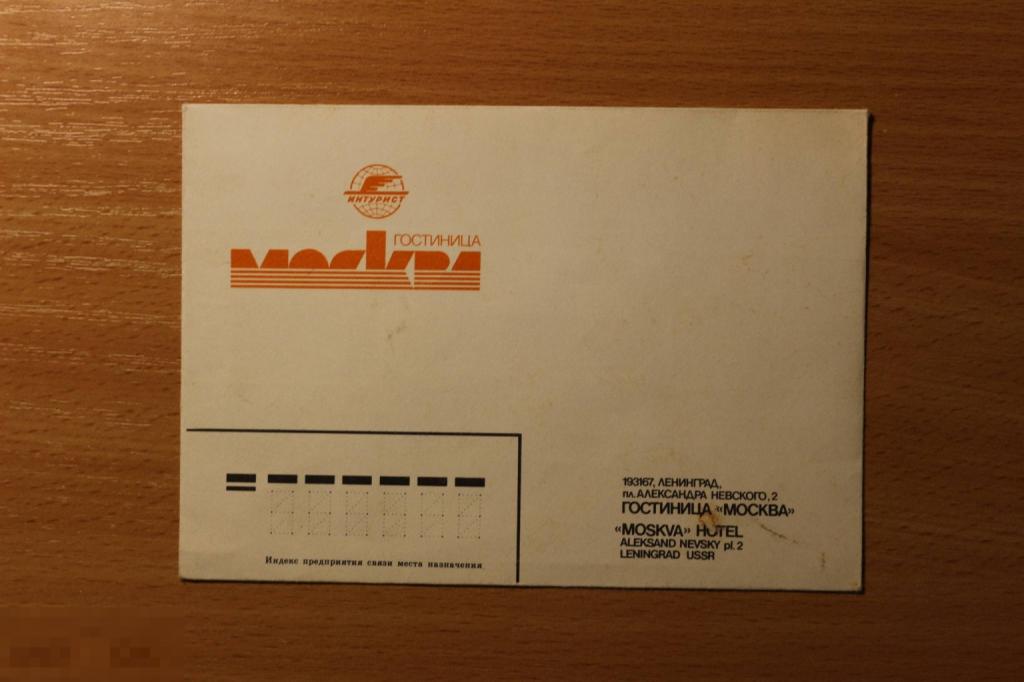 ИНТУРИСТ
ГОСТИНИЦА
МОСКВА
193167, ЛЕНИНГРАД,
пл. АЛЕКСАНДРА НЕВСКОГО, 2
ГОСТИНИЦА «МОСКВА»
«MOSKVA» HOTEL
ALEKSAND NEVSKY pl. 2
LENINGRAD USSR
Индекс предприятия связи места назначения